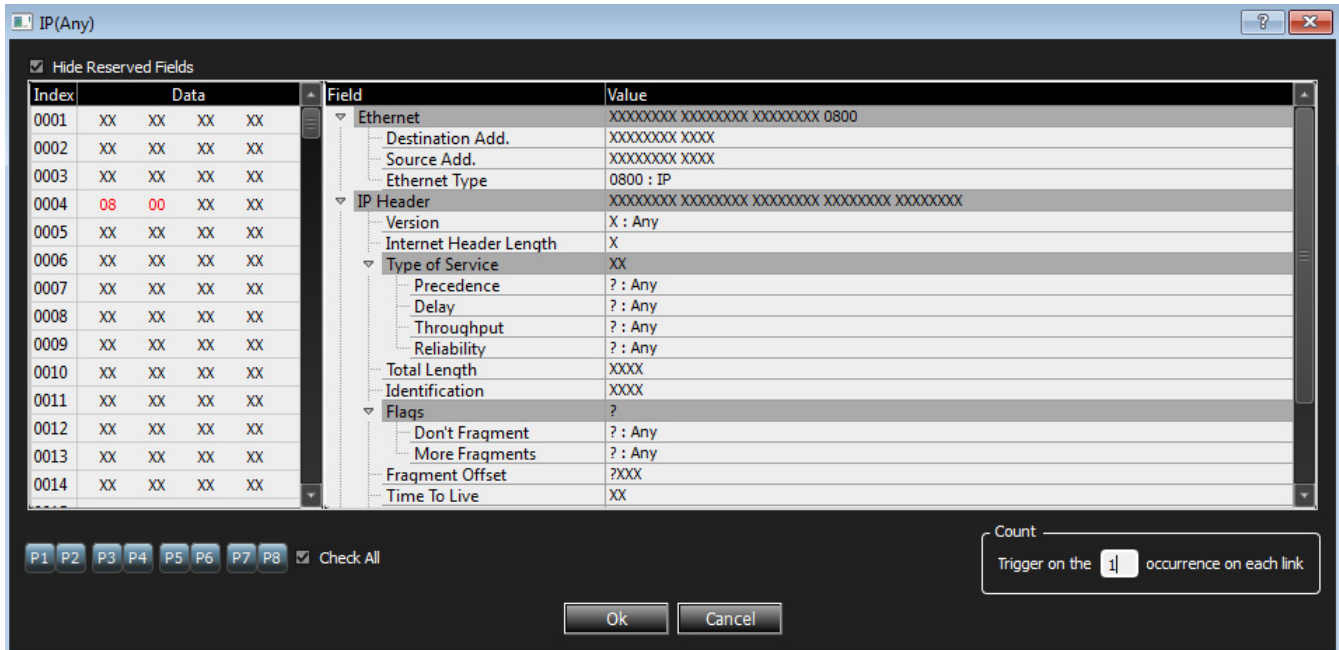 IP(Any)
Hide Reserved Fields
Index Data Field Value
0001 XX XX XX XX Ethernet XXXXXXXX XXXXXXXX XXXXXXXX 0800
0002 XX XX XX XX Destination Add. XXXXXXXX XXXX
Source Add. XXXXXXXX XXXX
0003 XX XX XX XX Ethernet Type 0800 : IP
0004 08 00 XX XX IP Header XXXXXXXX XXXXXXXX XXXXXXXX XXXXXXXX XXXXXXXX
0005 XX XX XX XX Version X : Any
Internet Header Length X
0006 XX XX XX XX Type of Service XX
0007 XX XX XX XX Precedence ? : Any
0008 XX XX XX XX Delay ? : Any
Throughput ? : Any
0009 XX XX XX XX Reliability ? : Any
0010 XX XX XX XX Total Length XXXX
0011 XX XX XX XX Identification XXXX
Flags ?
0012 XX XX XX XX Don't Fragment ? : Any
0013 XX XX XX XX More Fragments ? : Any
0014 XX XX XX XX Fragment Offset ?XXX
Time To Live XX
Count
P1 P2 P3 P4 P5 P6 P7 P8 Check All
Trigger on the 1 occurrence on each link
Ok Cancel